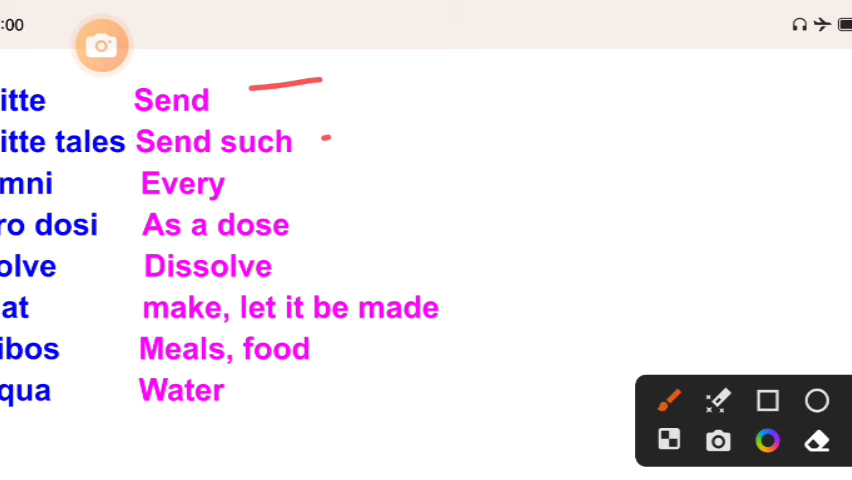 :00
itte Send
itte tales Send such
mni Every
ro dosi As a dose
olve Dissolve
at make, let it be made
ibos Meals, food
qua Water